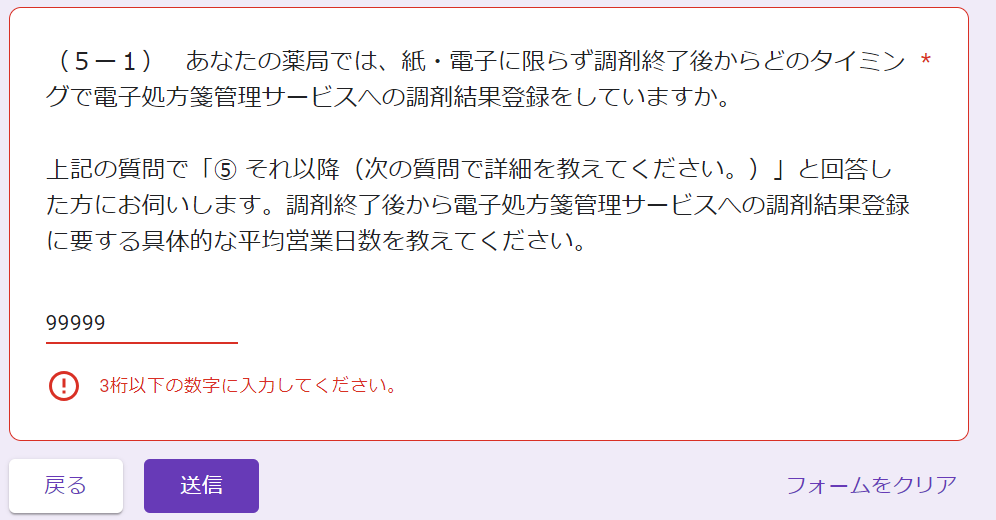 （５ー１）　あなたの薬局では、紙・電子に限らず調剤終了後からどのタイミン *
グで電子処方箋管理サービスへの調剤結果登録をしていますか。
上記の質問で「⑤ それ以降（次の質問で詳細を教えてください。）」と回答し
た方にお伺いします。調剤終了後から電子処方箋管理サービスへの調剤結果登録
に要する具体的な平均営業日数を教えてください。
99999
3桁以下の数字に入力してください。
戻る 送信 フォームをクリア